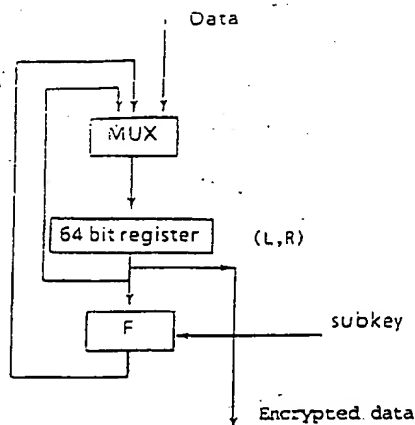 Data
MUX
64 bit register
(L,R)
F
subkey
Encrypted data